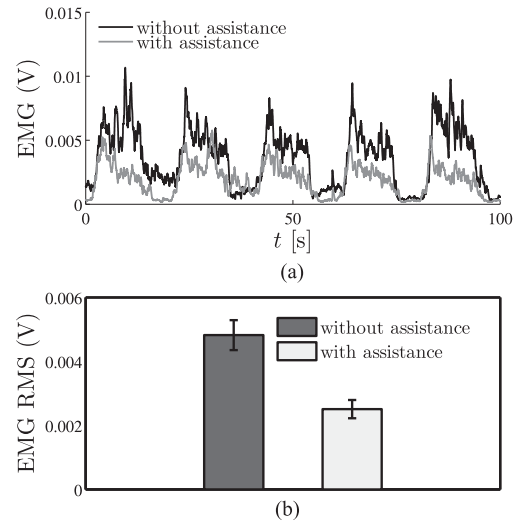 0.015
without assistance
with assistance
0.01
EMG (V)
0.005
0
0 50 100
t [s]
(a)
0.006
without assistance
0.004
with assistance
EMG RMS (V)
0.002
0
(b)